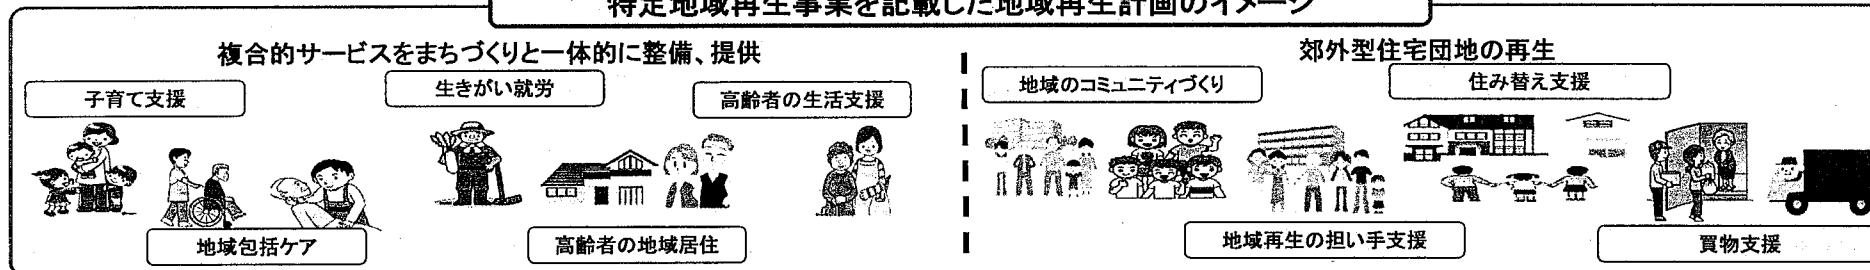 特定地域再生事業を記載した地域再生計画のイメージ
複合的サービスをまちづくりと一体的に整備、提供
子育て支援
生きがい就労
高齢者の生活支援
地域包括ケア
高齢者の地域居住
郊外型住宅団地の再生
地域のコミュニティづくり
住み替え支援
地域再生の担い手支援
買物支援